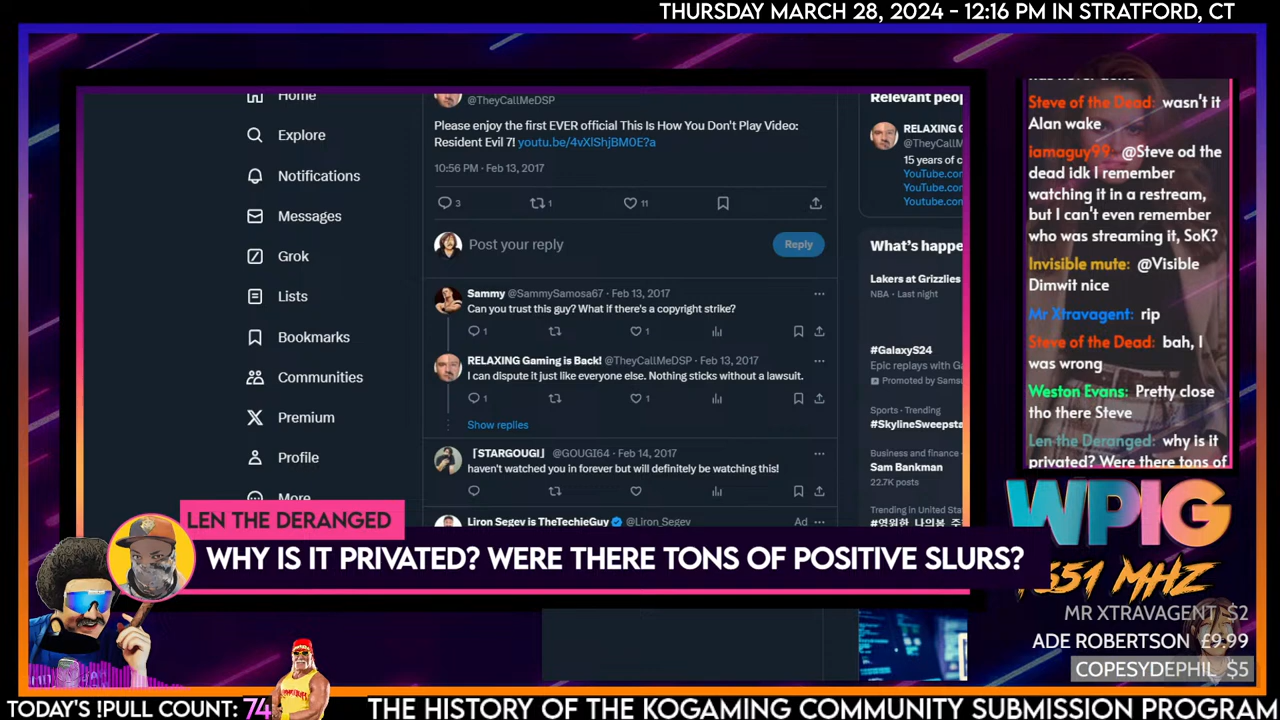 THURSDAY MARCH 28, 2024 - 12:16 PM IN STRATFORD, CT
Home
Explore
Notifications
Messages
Grok
Lists
Bookmarks
Communities
Premium
Profile
More
@TheyCallMeDSP
Please enjoy the first EVER official This Is How You Don't Play Video:
Resident Evil 7! youtu.be/4vXlShjBM0E?a
10:56 PM · Feb 13, 2017
3 1 11
Post your reply
Reply
Sammy @SammySamosa67 · Feb 13, 2017
Can you trust this guy? What if there's a copyright strike?
1 1
RELAXING Gaming is Back! @TheyCallMeDSP · Feb 13, 2017
I can dispute it just like everyone else. Nothing sticks without a lawsuit.
1 1
Show replies
「STARGOUGI」 @GOUGI64 · Feb 14, 2017
haven't watched you in forever but will definitely be watching this!
Liron Segev is TheTechieGuy @Liron_Segev Ad
Relevant peop
RELAXING G
@TheyCallM
15 years of c
YouTube.con
YouTube.con
Youtube.con
What's happe
Lakers at Grizzlies
NBA · Last night
#GalaxyS24
Epic replays with Ga
Promoted by Samsu
Sports · Trending
#SkylineSweepsta
Business and finance ·
Sam Bankman
22.7K posts
Trending in United Sta
Steve of the Dead: wasn't it
Alan wake
iamaguy99: @Steve od the
dead idk I remember
watching it in a restream,
but I can't even remember
who was streaming it, SoK?
Invisible mute: @Visible
Dimwit nice
Mr Xtravagent: rip
Steve of the Dead: bah, I
was wrong
Weston Evans: Pretty close
tho there Steve
Len the Deranged: why is it
privated? Were there tons of
LEN THE DERANGED
WHY IS IT PRIVATED? WERE THERE TONS OF POSITIVE SLURS?
WPIG
MHZ
MR XTRAVAGENT $2
ADE ROBERTSON £9.99
COPESYDEPHIL $5
TODAY'S !PULL COUNT: 74
THE HISTORY OF THE KOGAMING COMMUNITY SUBMISSION PROGRAM